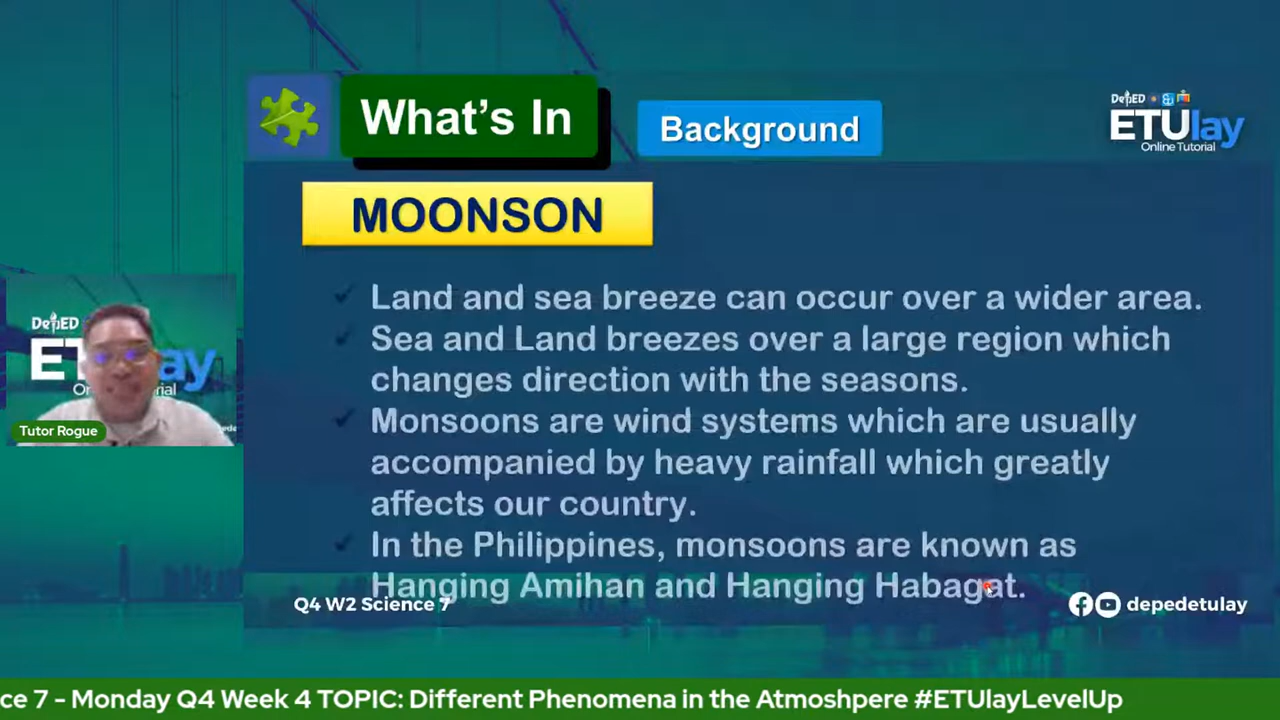 What's In
Background
DepED
ETUlay
Online Tutorial
MOONSON
Land and sea breeze can occur over a wider area.
Sea and Land breezes over a large region which
changes direction with the seasons.
Monsoons are wind systems which are usually
accompanied by heavy rainfall which greatly
affects our country.
In the Philippines, monsoons are known as
Hanging Amihan and Hanging Habagat.
DepED
Tutor Rogue
Q4 W2 Science 7
depedetulay
ce 7 - Monday Q4 Week 4 TOPIC: Different Phenomena in the Atmoshpere #ETUlayLevelUp